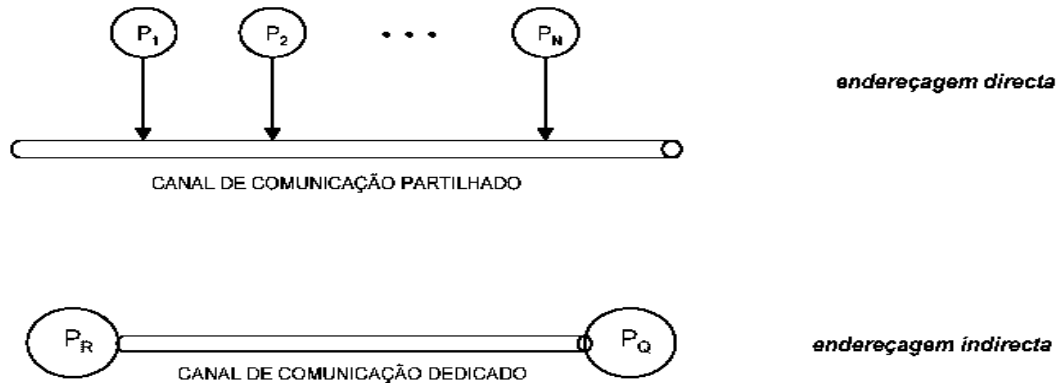 P1 P2 • • • PN
endereçagem directa
CANAL DE COMUNICAÇÃO PARTILHADO
PR PQ
endereçagem indirecta
CANAL DE COMUNICAÇÃO DEDICADO